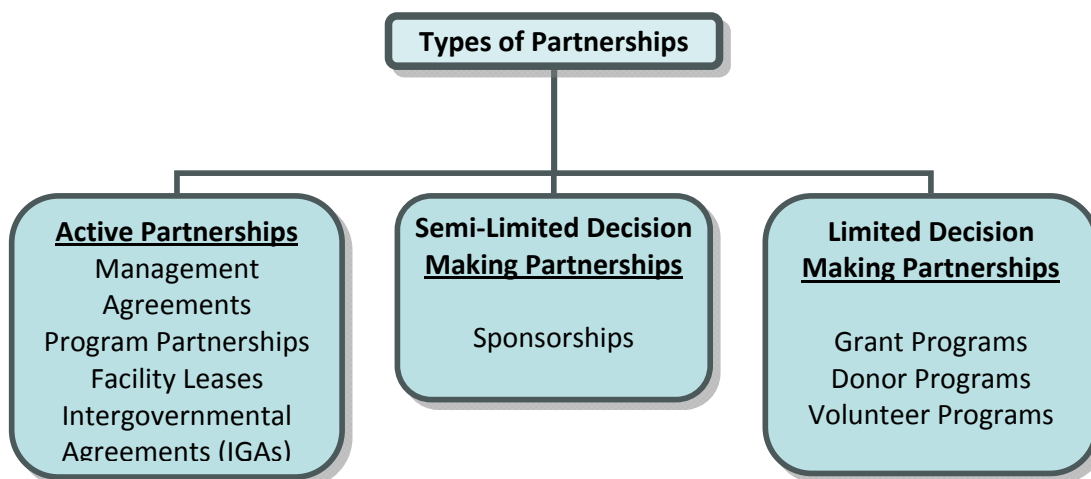 Types of Partnerships
Active Partnerships
Management
Agreements
Program Partnerships
Facility Leases
Intergovernmental
Agreements (IGAs)
Semi-Limited Decision
Making Partnerships
Sponsorships
Limited Decision
Making Partnerships
Grant Programs
Donor Programs
Volunteer Programs